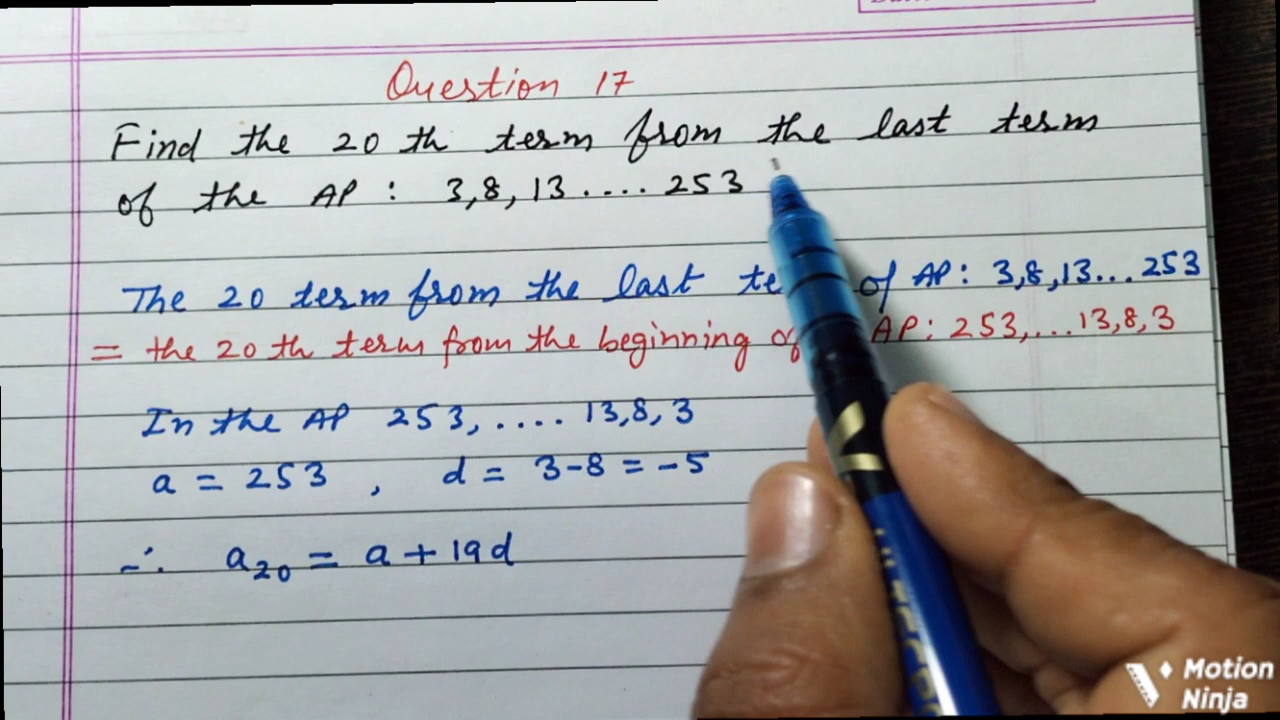 Question 17
Find the 20 th term from the last term
of the AP : 3,8,13....253
The 20 term from the last te of AP: 3,8,13...253
= the 20 th term from the beginning of AP: 253,...13,8,3
In the AP 253,....13,8,3
a = 253 , d = 3-8 = -5
∴ a₂₀ = a + 19d
Motion
Ninja